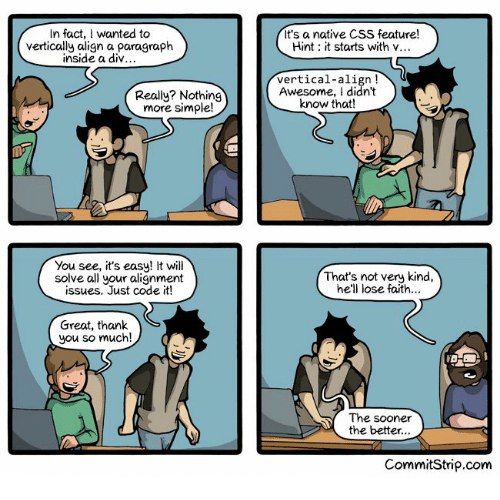 In fact, I wanted to
vertically align a paragraph
inside a div...
Really? Nothing
more simple!
It's a native CSS feature!
Hint : it starts with v...
vertical-align !
Awesome, I didn't
know that!
You see, it's easy! It will
solve all your alignment
issues. Just code it!
Great, thank
you so much!
That's not very kind,
he'll lose faith...
The sooner
the better...
CommitStrip.com